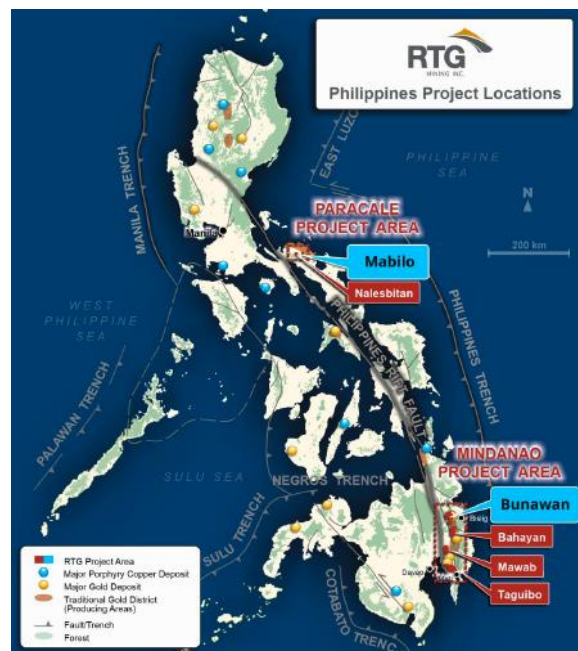 RTG
MINING INC.
Philippines Project Locations
EAST LUZO
PHILIPPINE
SEA
MANILA TRENCH
N
200 km
PARACALE
PROJECT AREA
Manila
Mabilo
Nalesbitan
WEST
PHILIPPINE
SEA
PHILIPPINES RIFT FAULT
PHILIPPINES TRENCH
PALAWAN TRENCH
MINDANAO
PROJECT AREA
SULU SEA
NEGROS TRENCH
Bunawan
Bislig
Bahayan
SULU TRENCH
Mawab
Davao
Taguibo
COTABATO TRENC
RTG Project Area
Major Porphyry Copper Deposit
Major Gold Deposit
Traditional Gold District
(Producing Areas)
Fault/Trench
Forest